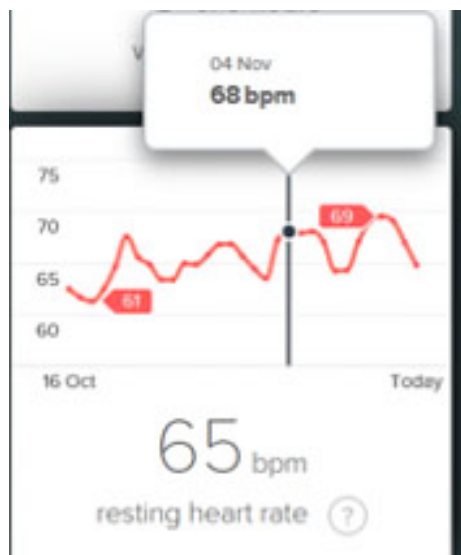 04 Nov
68 bpm
75
70
69
65
61
60
16 Oct
Today
65 bpm
resting heart rate ?